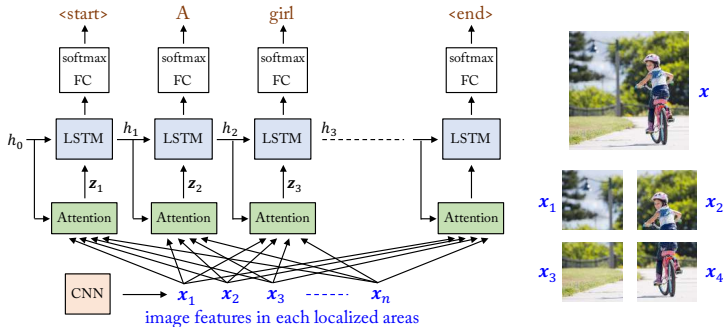 <start> A girl <end>
softmax FC softmax FC softmax FC softmax FC
h₀ LSTM h₁ LSTM h₂ LSTM h₃ LSTM
z₁ z₂ z₃
Attention Attention Attention Attention
CNN x₁ x₂ x₃ xₙ
image features in each localized areas
x
x₁ x₂
x₃ x₄